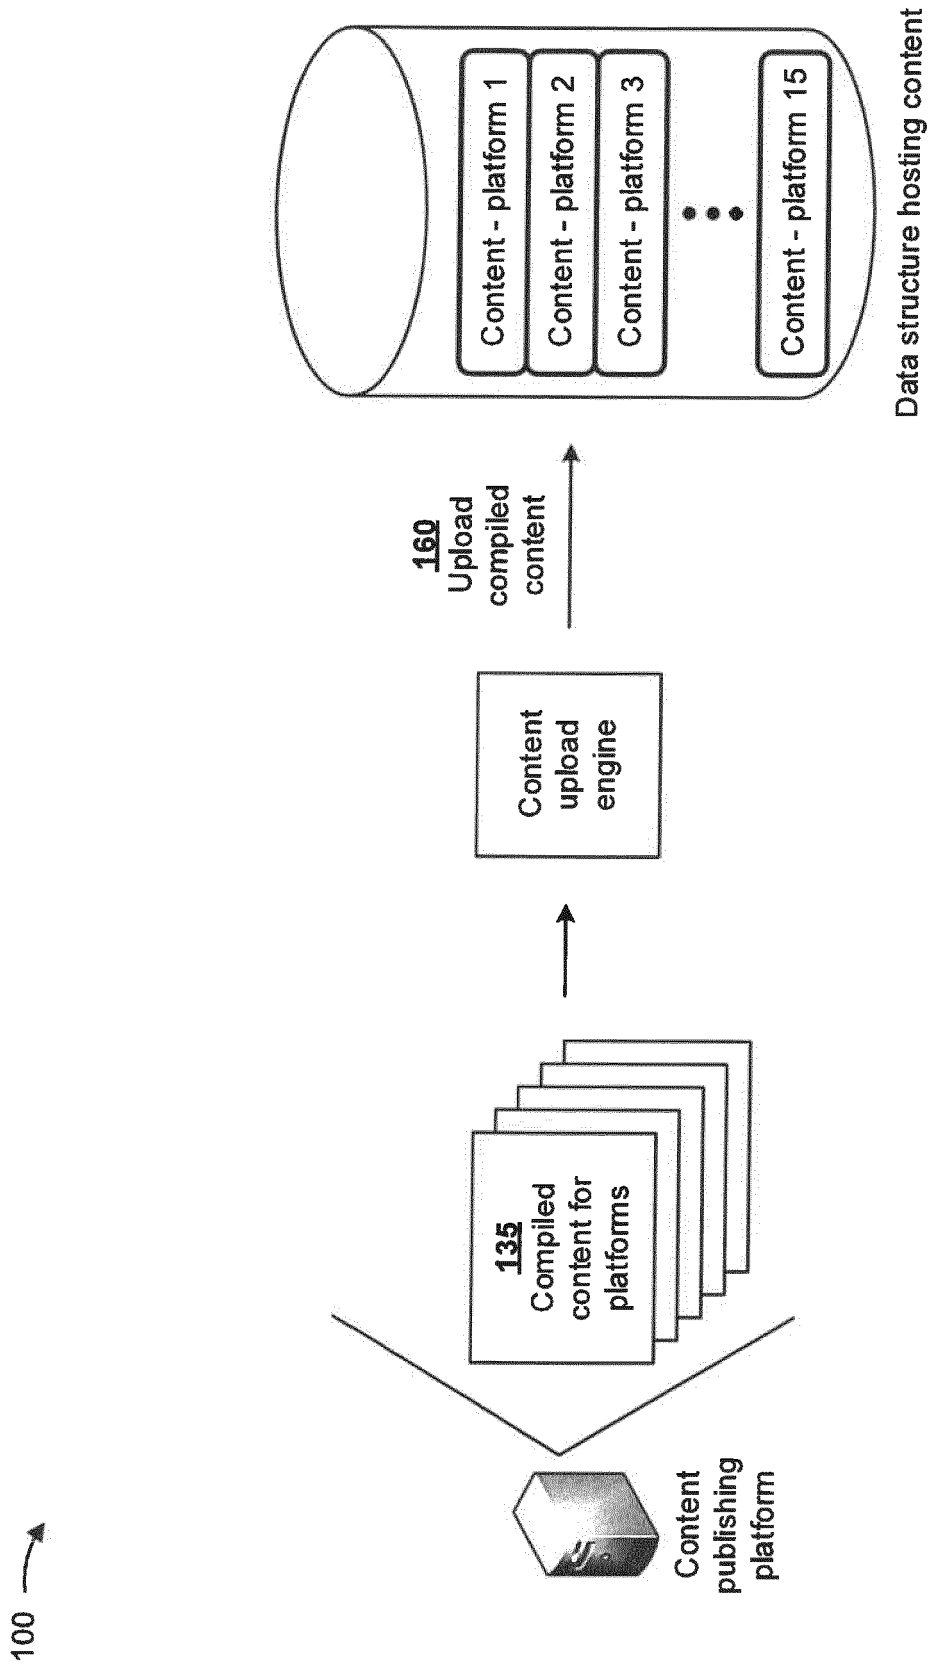 100
Content
publishing
platform
135
Compiled
content for
platforms
Content
upload
engine
160
Upload
compiled
content
Content - platform 1
Content - platform 2
Content - platform 3
Content - platform 15
Data structure hosting content